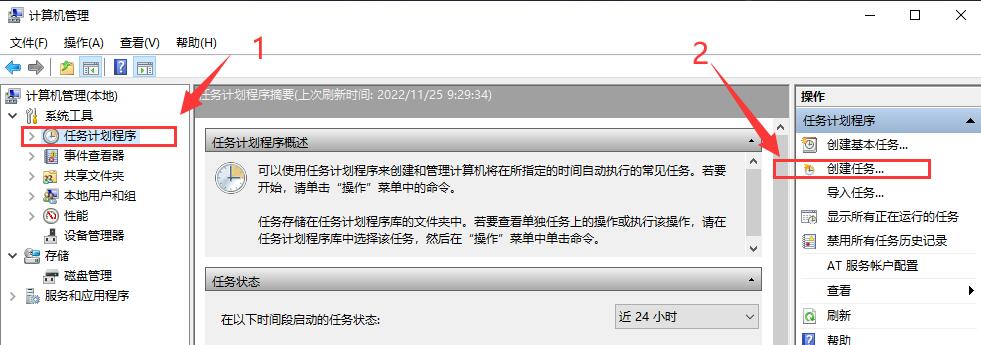 计算机管理
文件(F) 操作(A) 查看(V) 帮助(H)
1
2
计算机管理(本地)
系统工具
任务计划程序
事件查看器
共享文件夹
本地用户和组
性能
设备管理器
存储
磁盘管理
服务和应用程序
任务计划程序摘要(上次刷新时间: 2022/11/25 9:29:34)
任务计划程序概述
可以使用任务计划程序来创建和管理计算机将在所指定的时间自动执行的常见任务。若要
开始，请单击“操作”菜单中的命令。
任务存储在任务计划程序库的文件夹中。若要查看单独任务上的操作或执行该操作，请在
任务计划程序库中选择该任务，然后在“操作”菜单中单击命令。
任务状态
在以下时间段启动的任务状态:
近 24 小时
操作
任务计划程序
创建基本任务...
创建任务...
导入任务...
显示所有正在运行的任务
禁用所有任务历史记录
AT 服务帐户配置
查看
刷新
帮助